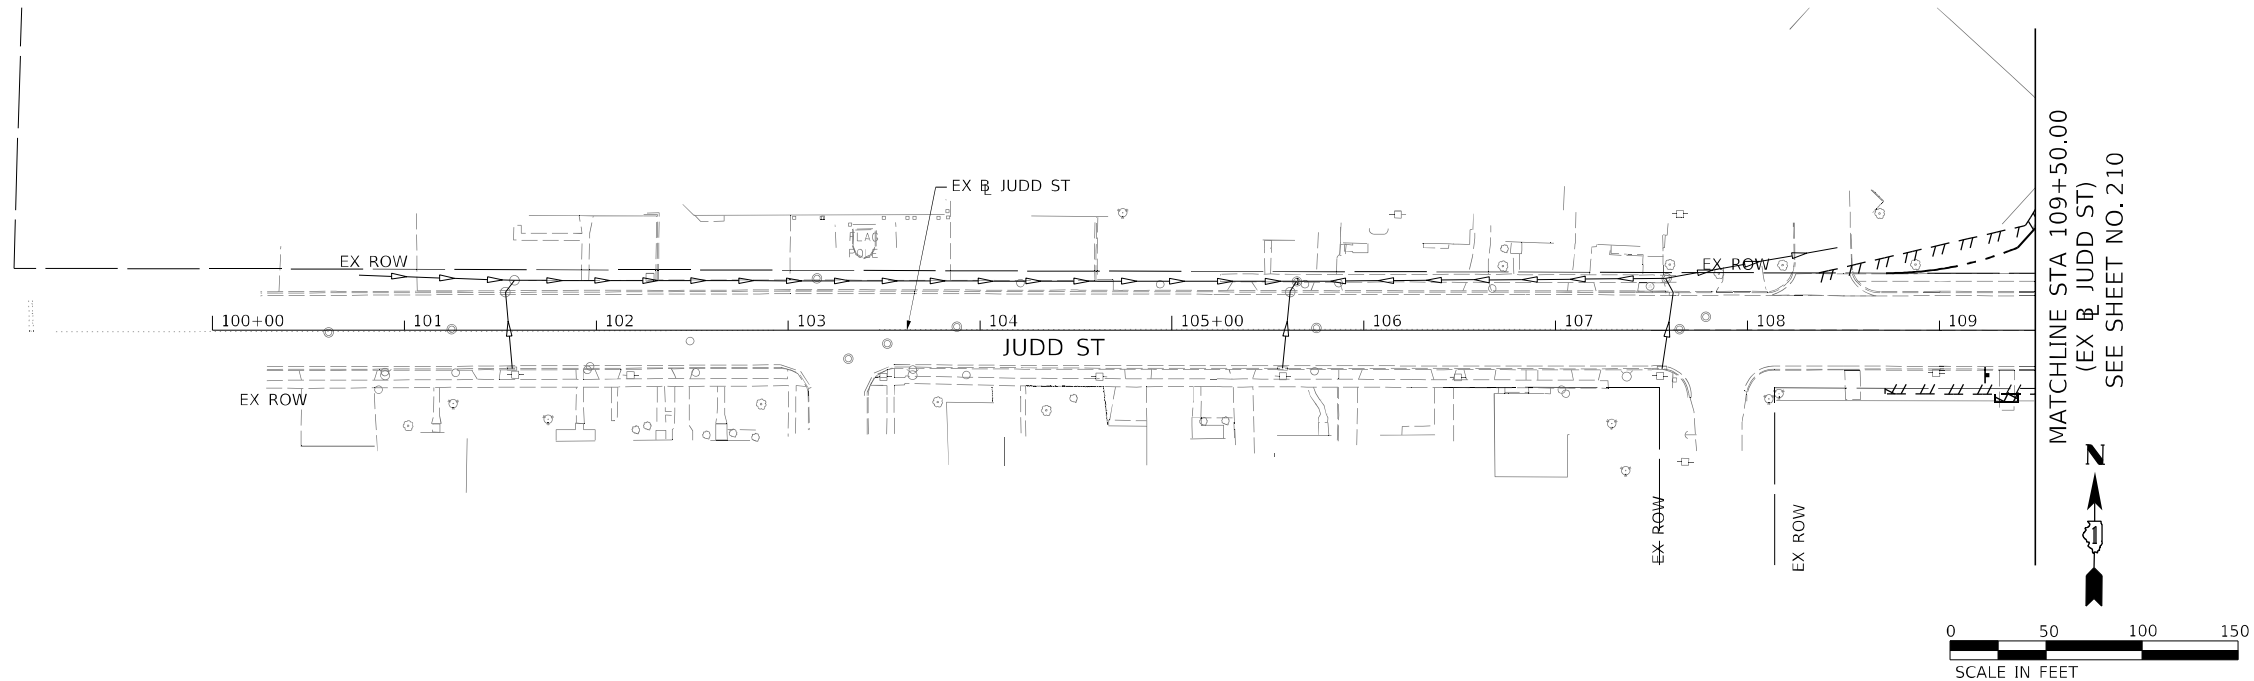 EX B̵L JUDD ST
FLAG
POLE
EX ROW
EX ROW
100+00 101 102 103 104 105+00 106 107 108 109
JUDD ST
EX ROW
EX ROW
EX ROW
MATCHLINE STA 109+50.00
(EX BL JUDD ST)
SEE SHEET NO. 210
N
1
0 50 100 150
SCALE IN FEET